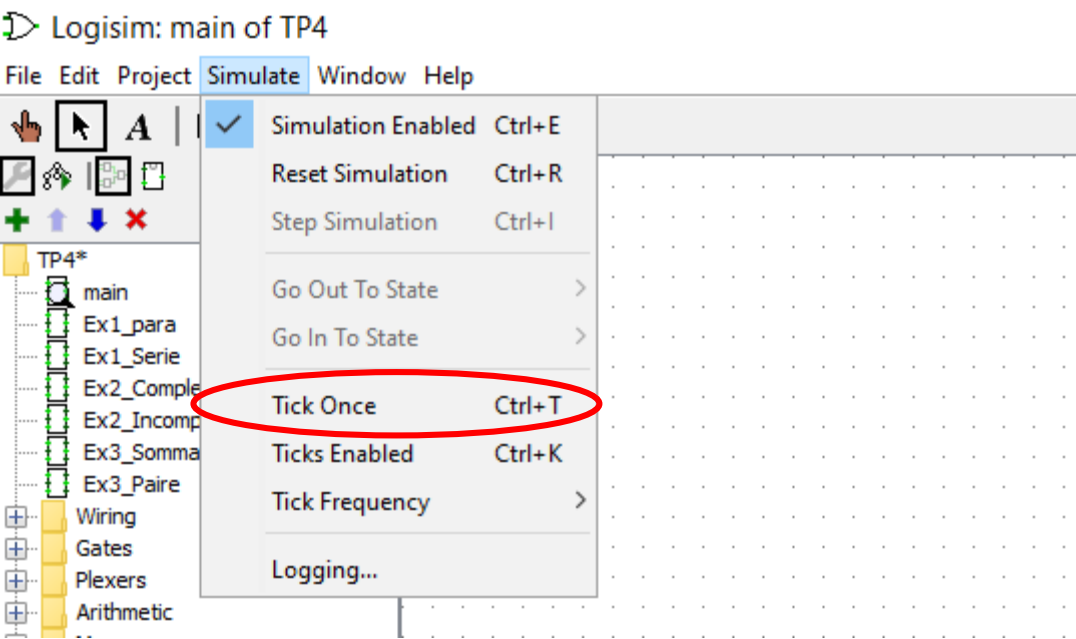 Logisim: main of TP4
File Edit Project Simulate Window Help
A
Simulation Enabled Ctrl+E
Reset Simulation Ctrl+R
Step Simulation Ctrl+I
Go Out To State
Go In To State
Tick Once Ctrl+T
Ticks Enabled Ctrl+K
Tick Frequency
Logging...
TP4*
main
Ex1_para
Ex1_Serie
Ex2_Comple
Ex2_Incomp
Ex3_Somma
Ex3_Paire
Wiring
Gates
Plexers
Arithmetic